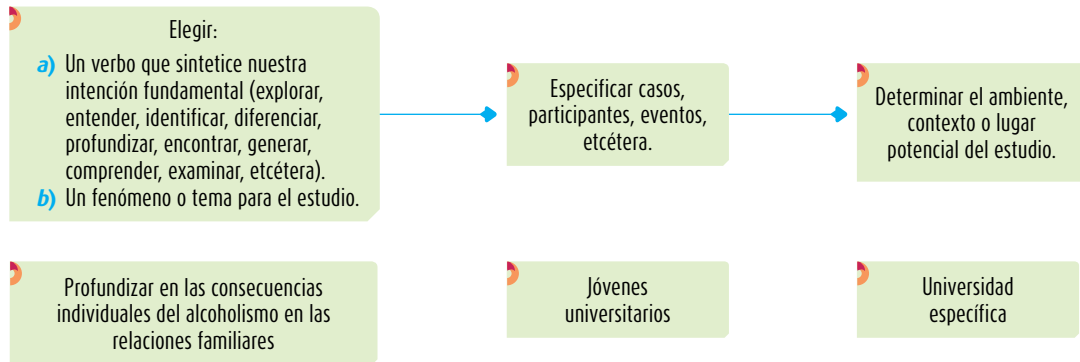 Elegir:
a) Un verbo que sintetice nuestra
intención fundamental (explorar,
entender, identificar, diferenciar,
profundizar, encontrar, generar,
comprender, examinar, etcétera).
b) Un fenómeno o tema para el estudio.
Especificar casos,
participantes, eventos,
etcétera.
Determinar el ambiente,
contexto o lugar
potencial del estudio.
Profundizar en las consecuencias
individuales del alcoholismo en las
relaciones familiares
Jóvenes
universitarios
Universidad
específica